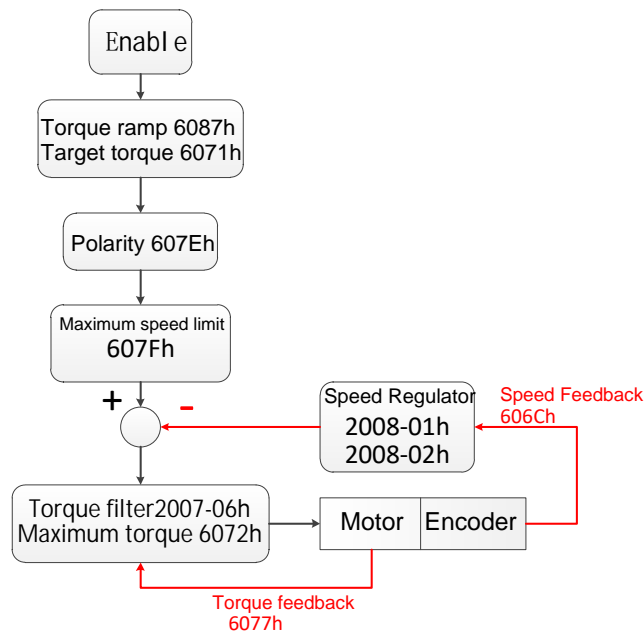 Enable
Torque ramp 6087h
Target torque 6071h
Polarity 607Eh
Maximum speed limit
607Fh
+
-
Speed Regulator
2008-01h
2008-02h
Speed Feedback
606Ch
Torque filter2007-06h
Maximum torque 6072h
Motor
Encoder
Torque feedback
6077h